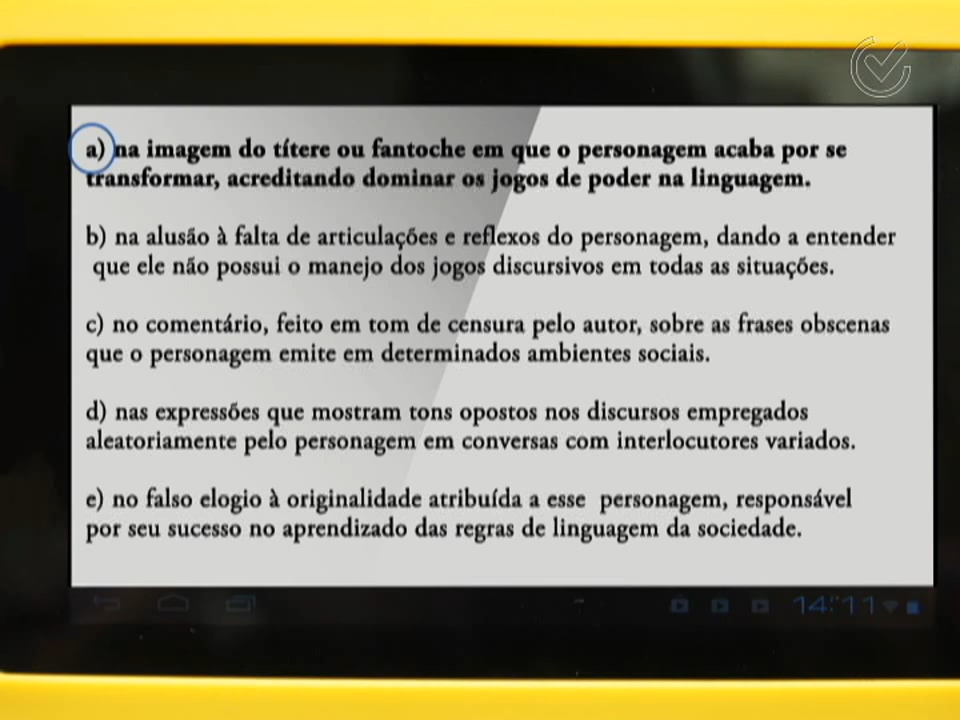 a) na imagem do títere ou fantoche em que o personagem acaba por se
transformar, acreditando dominar os jogos de poder na linguagem.
b) na alusão à falta de articulações e reflexos do personagem, dando a entender
que ele não possui o manejo dos jogos discursivos em todas as situações.
c) no comentário, feito em tom de censura pelo autor, sobre as frases obscenas
que o personagem emite em determinados ambientes sociais.
d) nas expressões que mostram tons opostos nos discursos empregados
aleatoriamente pelo personagem em conversas com interlocutores variados.
e) no falso elogio à originalidade atribuída a esse personagem, responsável
por seu sucesso no aprendizado das regras de linguagem da sociedade.
14:11